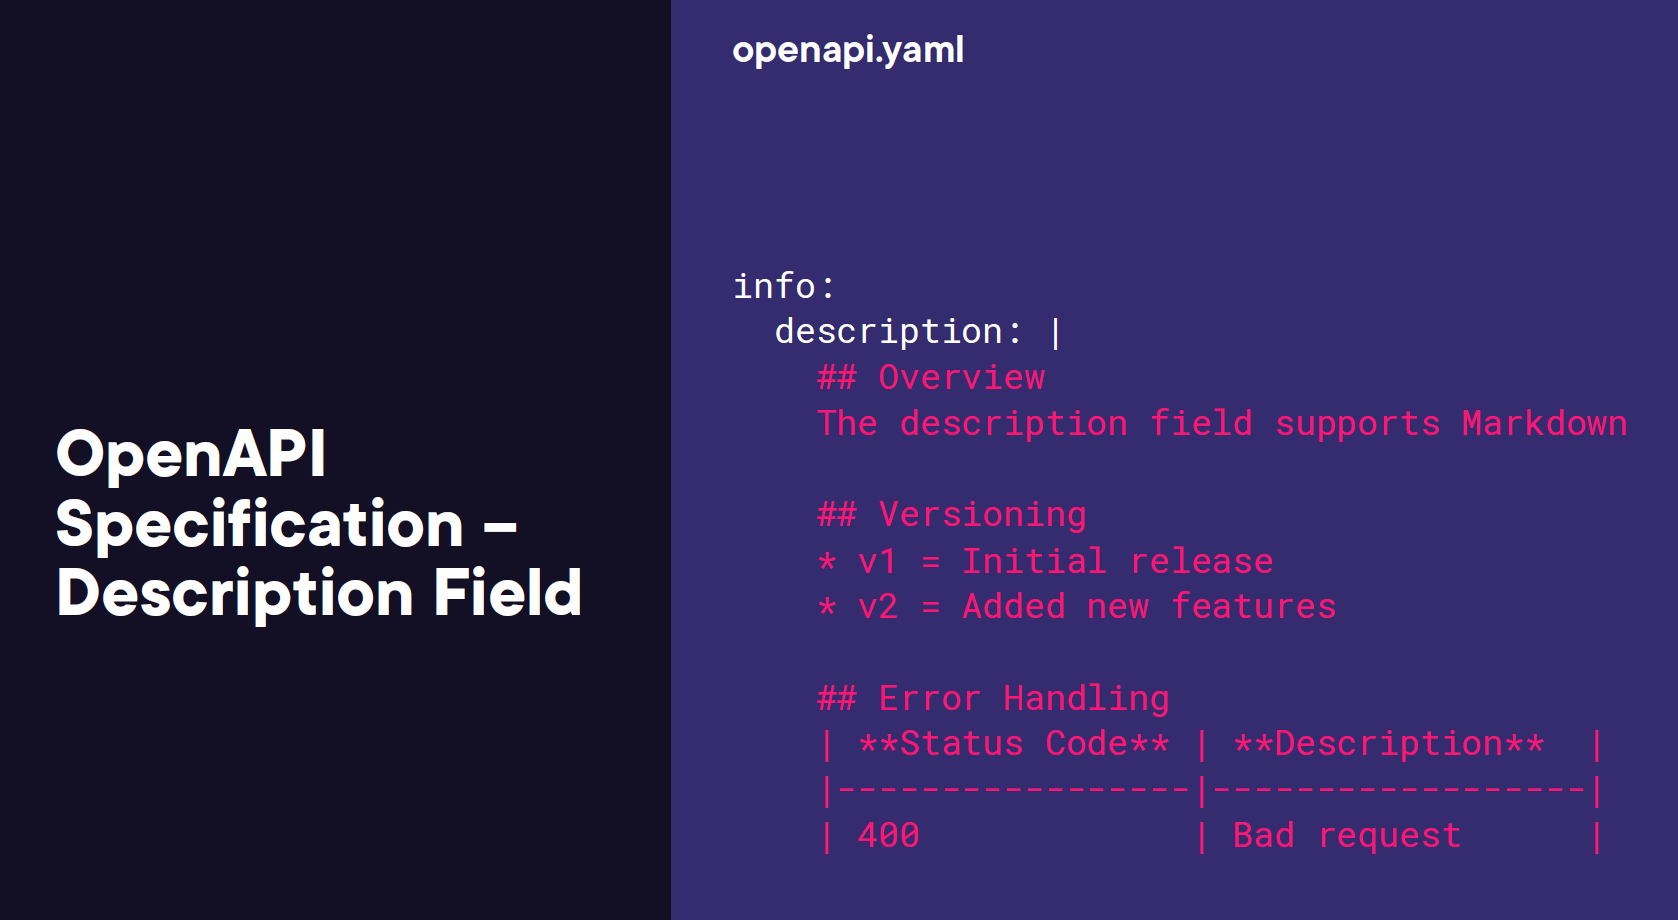 OpenAPI
Specification –
Description Field
openapi.yaml
info:
  description: |
    ## Overview
    The description field supports Markdown

    ## Versioning
    * v1 = Initial release
    * v2 = Added new features

    ## Error Handling
    | **Status Code** | **Description**  |
    |-----------------|------------------|
    | 400             | Bad request      |